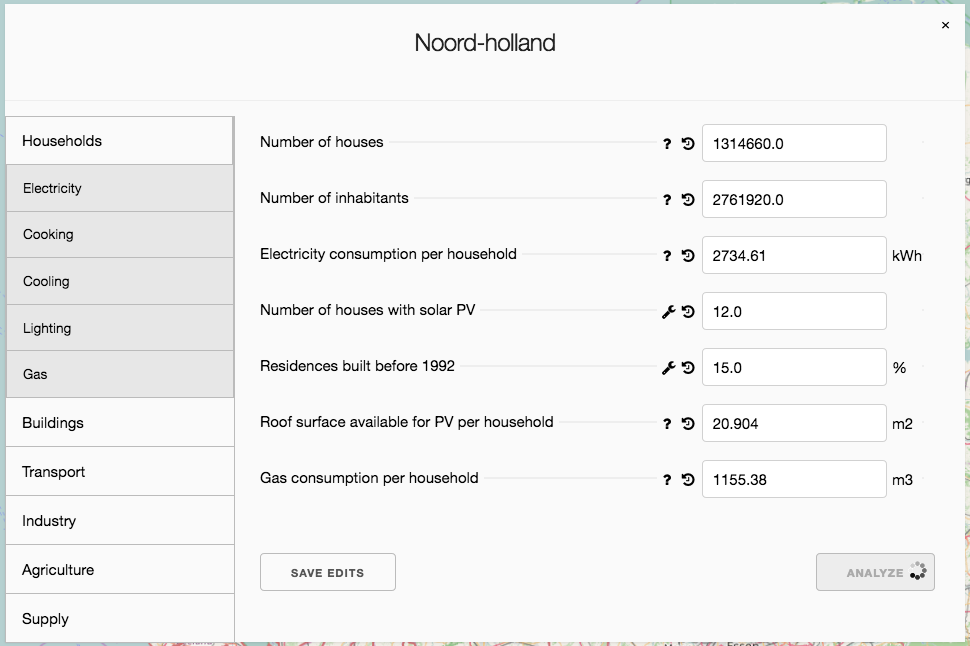 ×
Noord-holland
Households
Electricity
Cooking
Cooling
Lighting
Gas
Buildings
Transport
Industry
Agriculture
Supply
Number of houses ? 1314660.0
Number of inhabitants ? 2761920.0
Electricity consumption per household ? 2734.61 kWh
Number of houses with solar PV 12.0
Residences built before 1992 15.0 %
Roof surface available for PV per household ? 20.904 m2
Gas consumption per household ? 1155.38 m3
SAVE EDITS ANALYZE